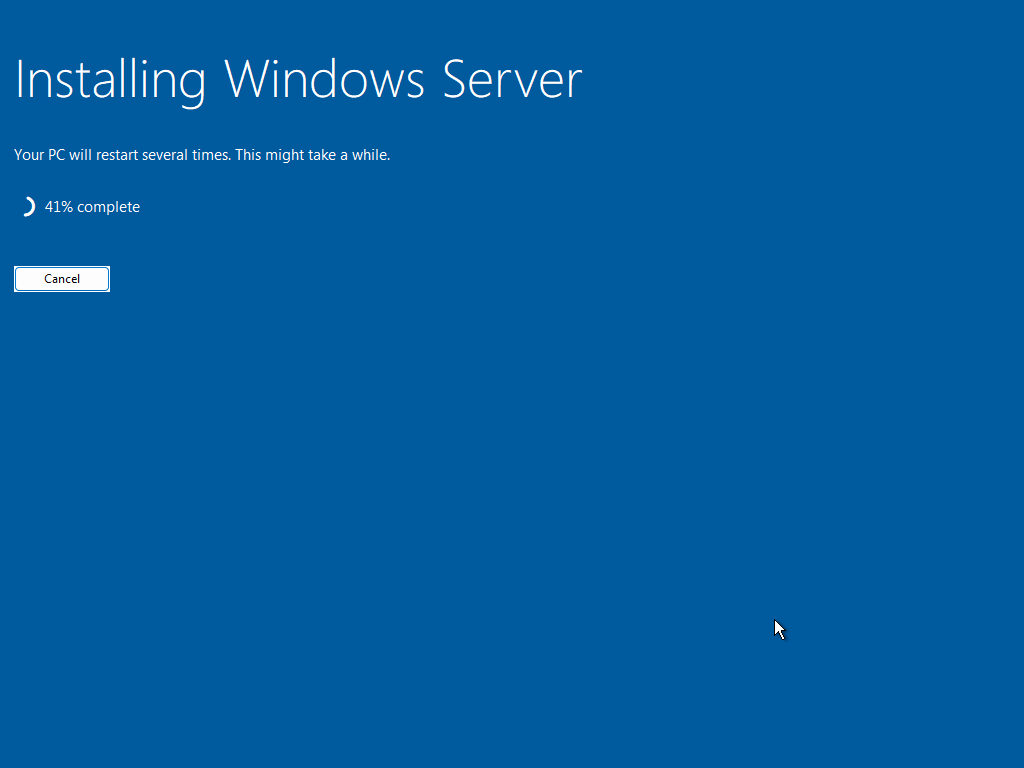 Installing Windows Server
Your PC will restart several times. This might take a while.
41% complete
Cancel